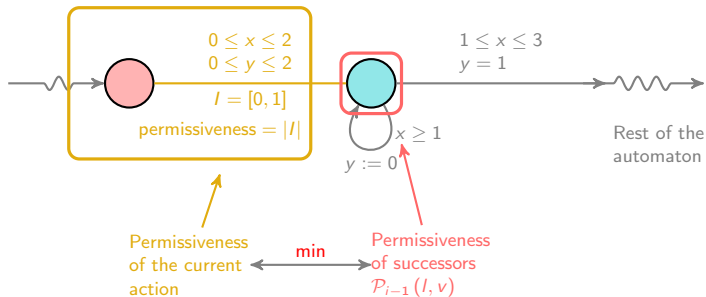 0 ≤ x ≤ 2
0 ≤ y ≤ 2
I = [0, 1]
permissiveness = |I|
1 ≤ x ≤ 3
y = 1
x ≥ 1
y := 0
Rest of the
automaton
Permissiveness
of the current
action
min
Permissiveness
of successors
𝒫ᵢ₋₁(I, v)